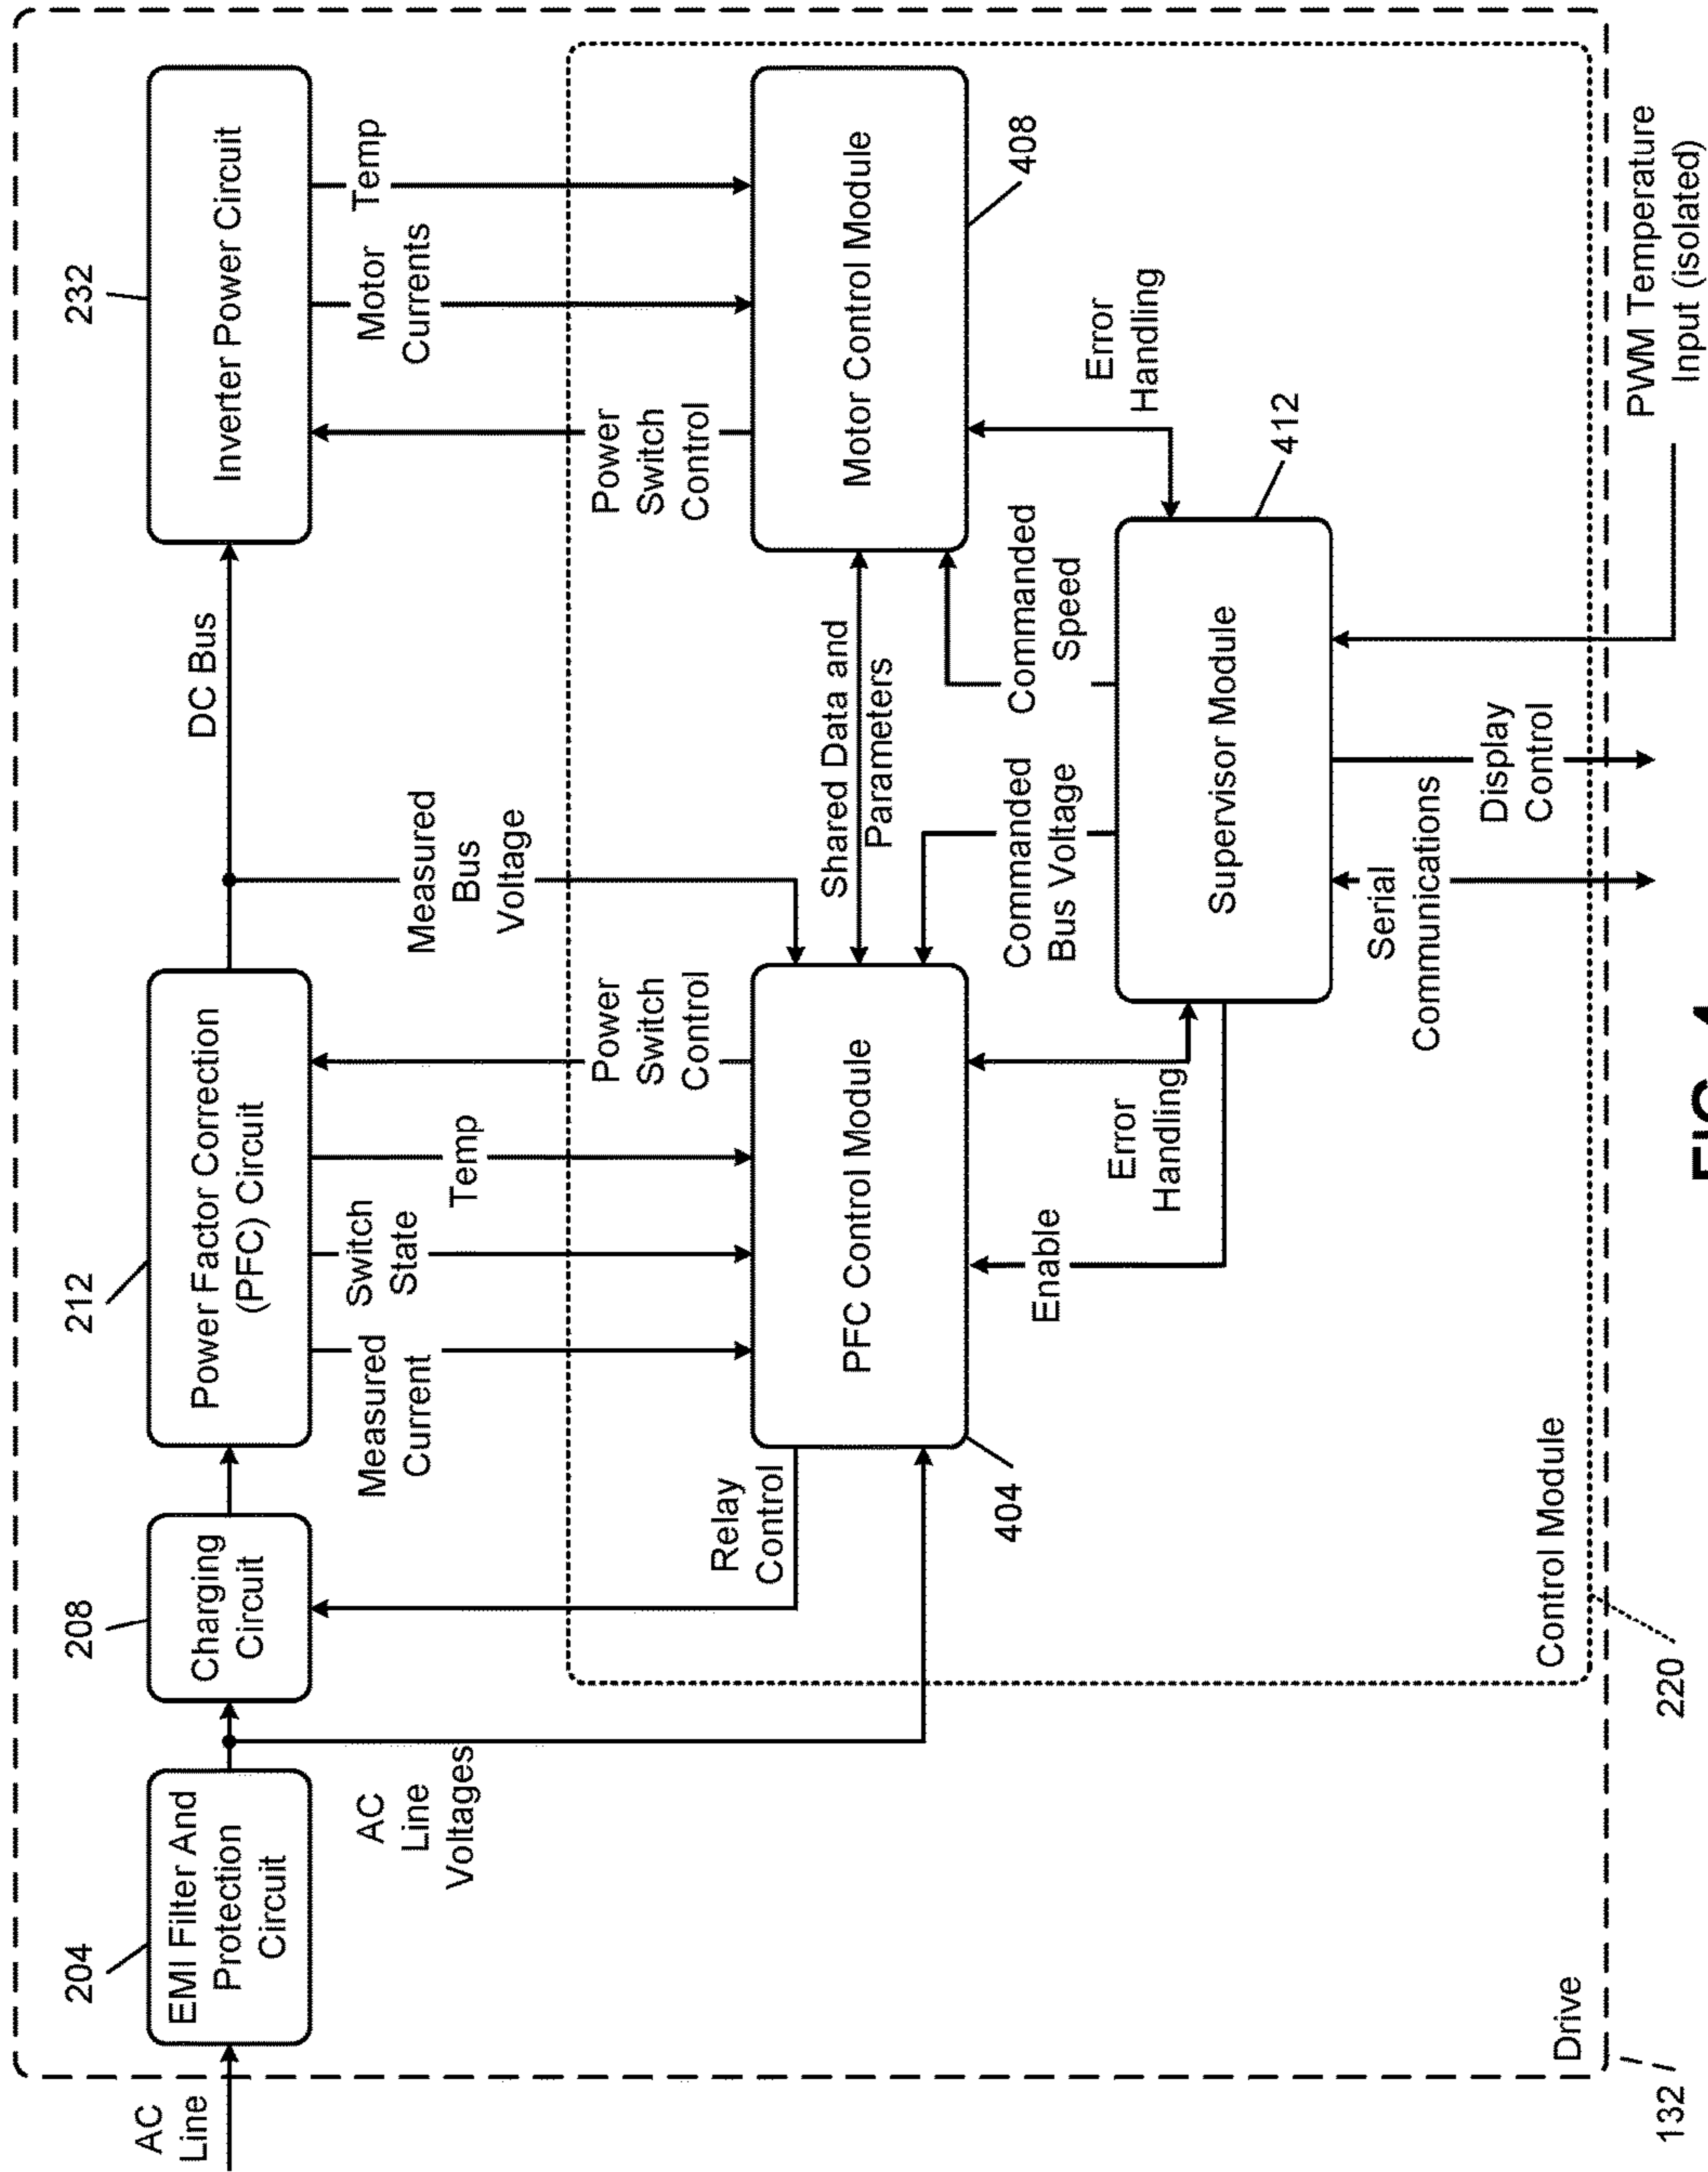 232
Inverter Power Circuit
DC Bus
212
Power Factor Correction
(PFC) Circuit
208
Charging
Circuit
204
EMI Filter And
Protection
Circuit
AC
Line
AC
Line
Voltages
Measured
Current
Switch
State
Temp
Power
Switch
Control
Measured
Bus
Voltage
Power
Switch
Control
Motor
Currents
Temp
Relay
Control
PFC Control Module
404
Shared Data and
Parameters
Motor Control Module
408
Enable
Error
Handling
Commanded
Bus Voltage
Commanded
Speed
Error
Handling
412
Supervisor Module
Serial
Communications
Display
Control
PWM Temperature
Input (isolated)
Control Module
220
Drive
132